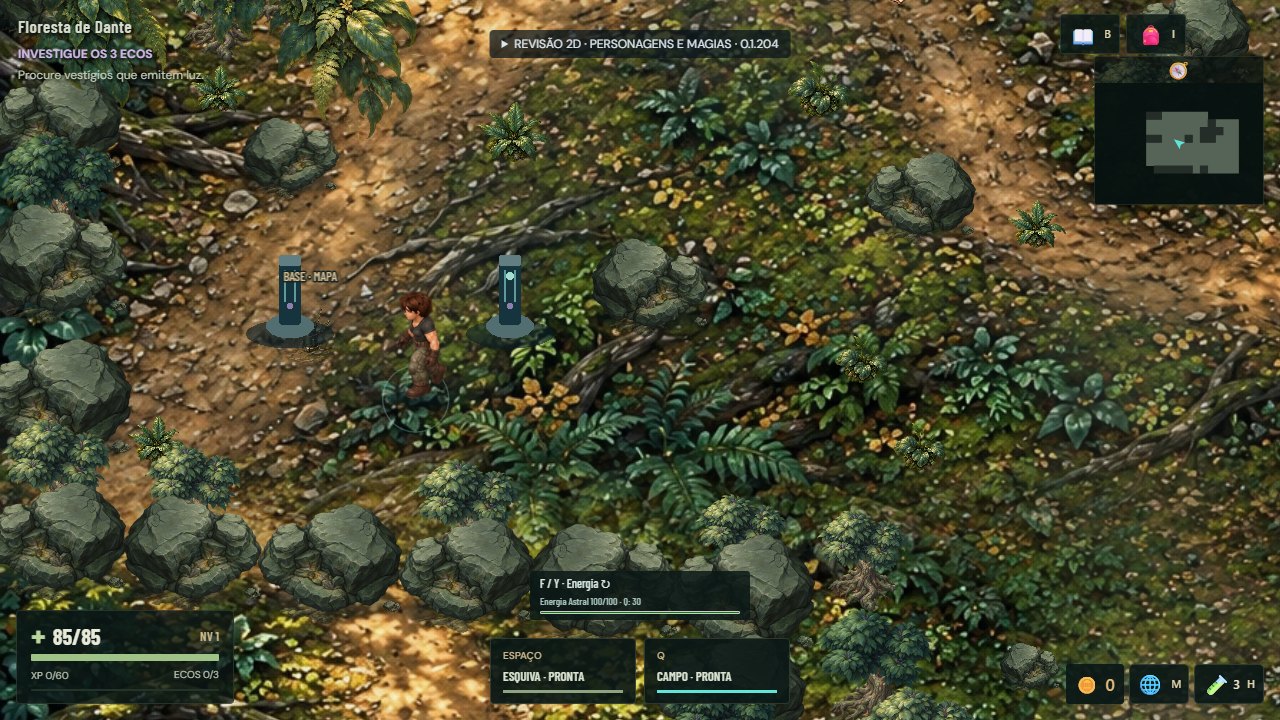 Floresta de Dante
INVESTIGUE OS 3 ECOS
Procure vestígios que emitem luz.
▶ REVISÃO 2D · PERSONAGENS E MAGIAS · 0.1.204
B
I
BASE · MAPA
F / Y · Energia ↻
Energia Astral 100/100 · Q: 30
85/85
NV 1
XP 0/60
ECOS 0/3
ESPAÇO
ESQUIVA · PRONTA
Q
CAMPO · PRONTA
0
M
3 H